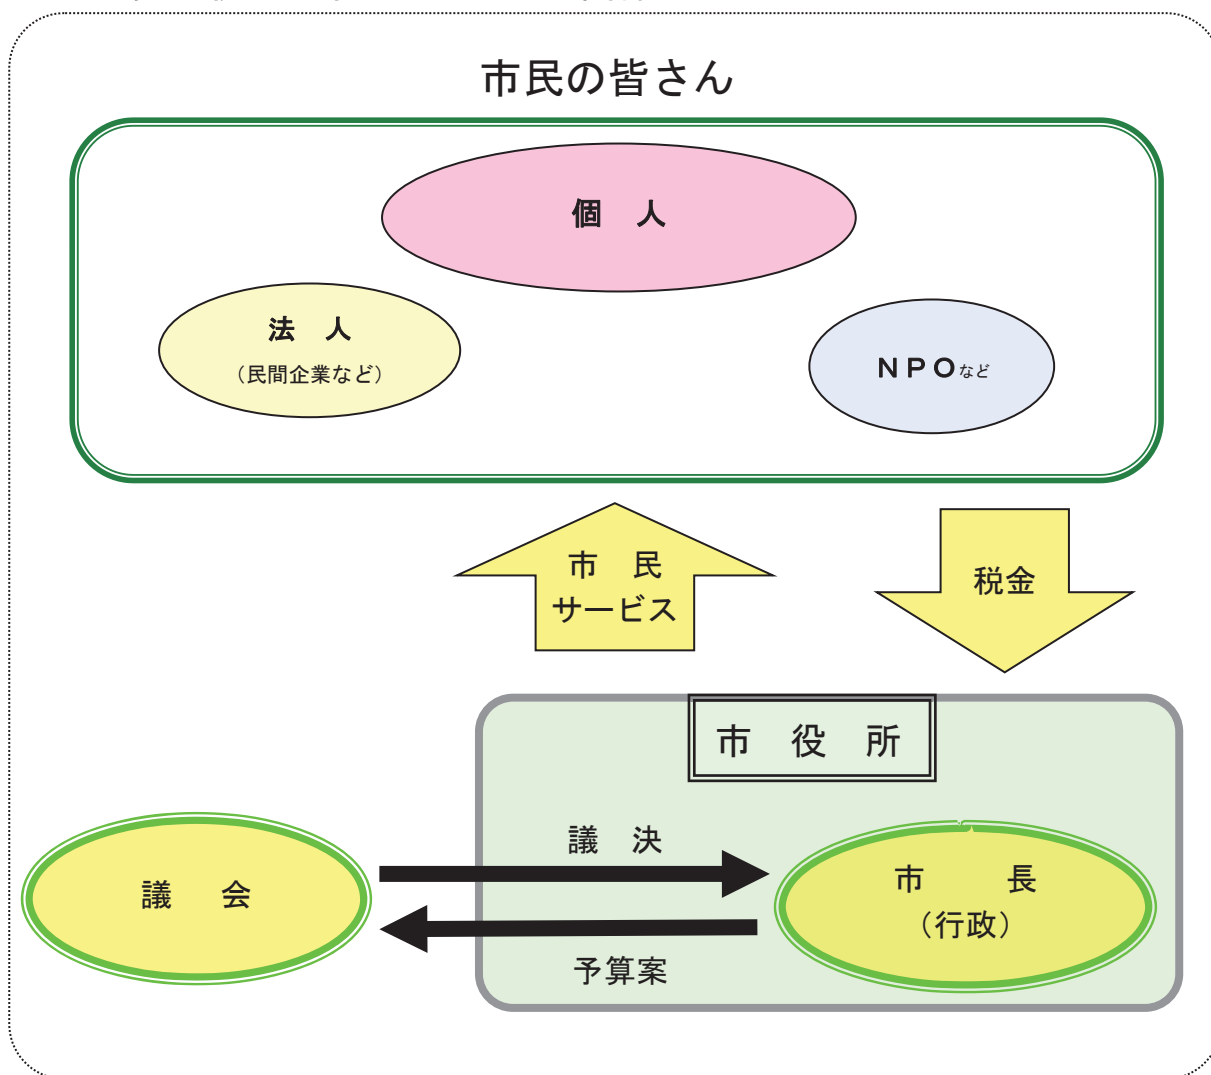 市民の皆さん
個　人
法　人
（民間企業など）
ＮＰＯなど
市　民
サービス
税金
市　役　所
議　決
議　会
市　長
（行政）
予算案